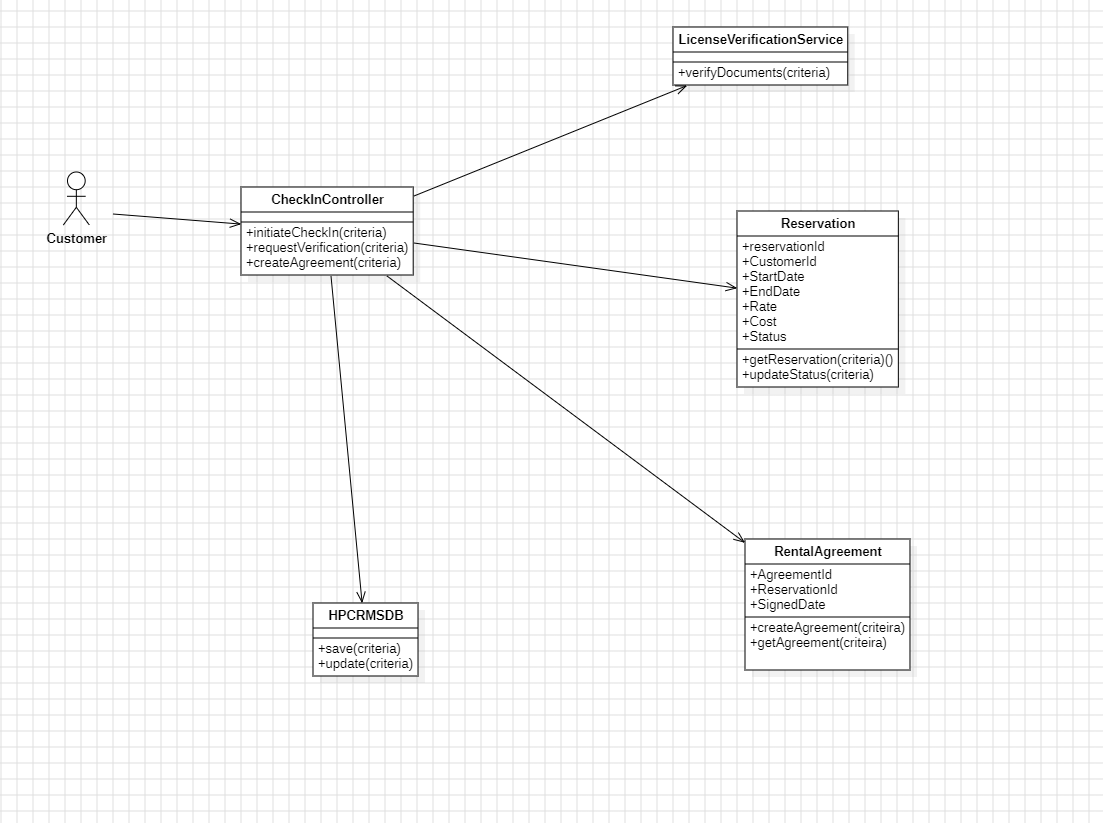 LicenseVerificationService
+verifyDocuments(criteria)
Customer
CheckInController
+initiateCheckIn(criteria)
+requestVerification(criteria)
+createAgreement(criteria)
Reservation
+reservationId
+CustomerId
+StartDate
+EndDate
+Rate
+Cost
+Status
+getReservation(criteria)()
+updateStatus(criteria)
RentalAgreement
+AgreementId
+ReservationId
+SignedDate
+createAgreement(criteira)
+getAgreement(criteira)
HPCRMSDB
+save(criteria)
+update(criteria)